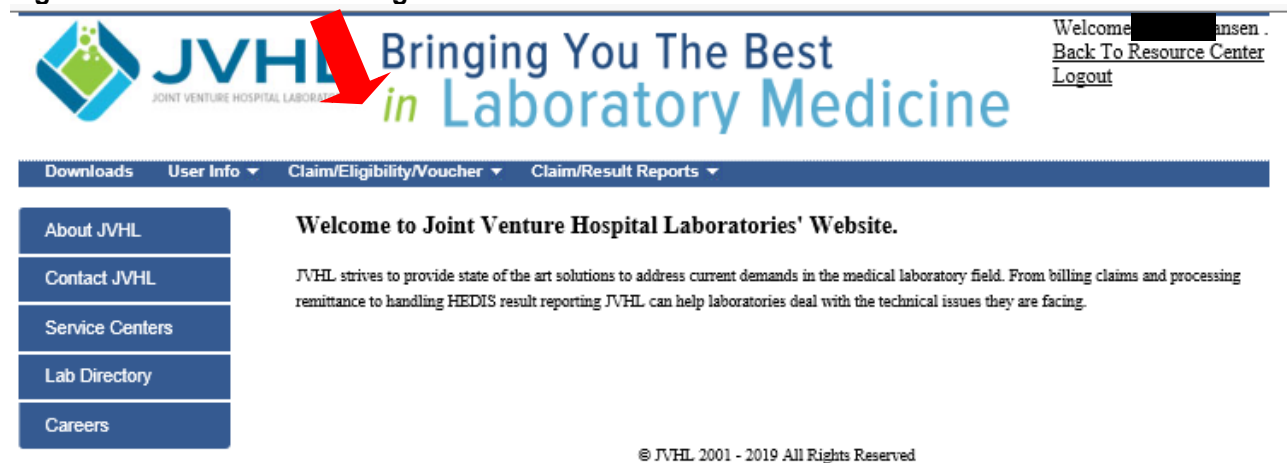 JVHL Bringing You The Best
JOINT VENTURE HOSPITAL in Laboratory Medicine
Welcome ansen .
Back To Resource Center
Logout
Downloads User Info Claim/Eligibility/Voucher Claim/Result Reports
About JVHL
Contact JVHL
Service Centers
Lab Directory
Careers
Welcome to Joint Venture Hospital Laboratories' Website.
JVHL strives to provide state of the art solutions to address current demands in the medical laboratory field. From billing claims and processing
remittance to handling HEDIS result reporting JVHL can help laboratories deal with the technical issues they are facing.
© JVHL 2001 - 2019 All Rights Reserved